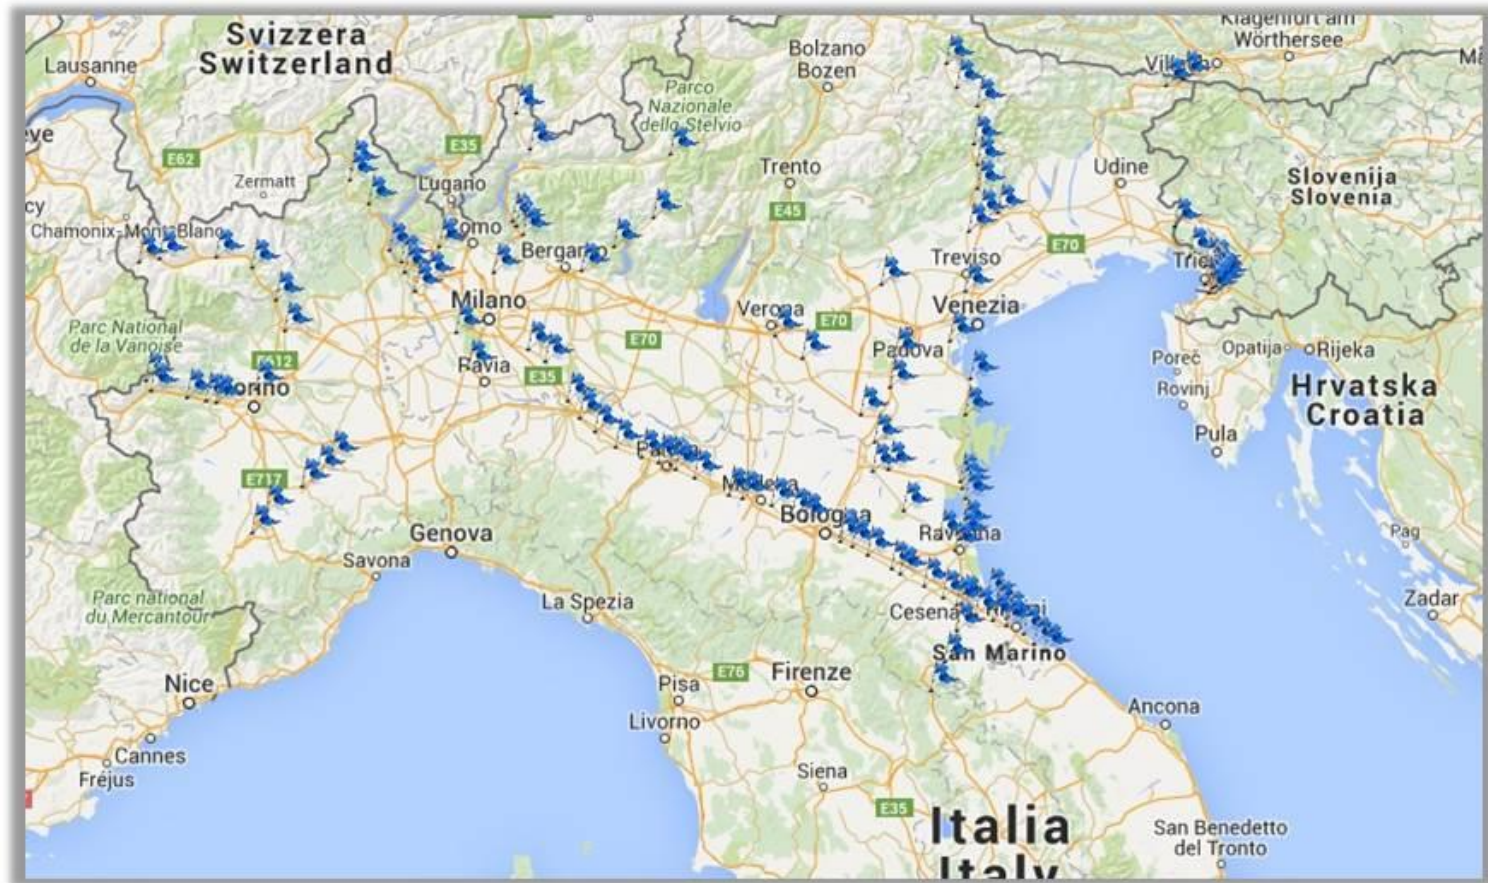 Svizzera
Switzerland
Lausanne
Bolzano
Bozen
Klagenfurt am
Wörthersee
Parco
Nazionale
dello Stelvio
E62
E35
Zermatt
Lugano
Trento
Udine
Slovenija
Slovenia
cy
E45
Chamonix-Mont-Blanc
Bergamo
E70
Treviso
Milano
Verona
Venezia
Parc National
de la Vanoise
E70
E70
Padova
Poreč
Opatija
Rijeka
Pavia
E35
Rovinj
Hrvatska
Croatia
Pula
E717
Bologna
Genova
Ravenna
Pag
Savona
La Spezia
Parc national
du Mercantour
Cesena
Zadar
San Marino
Nice
E76
Firenze
Pisa
Livorno
Ancona
Cannes
Fréjus
Siena
E35
Italia
Italy
San Benedetto
del Tronto